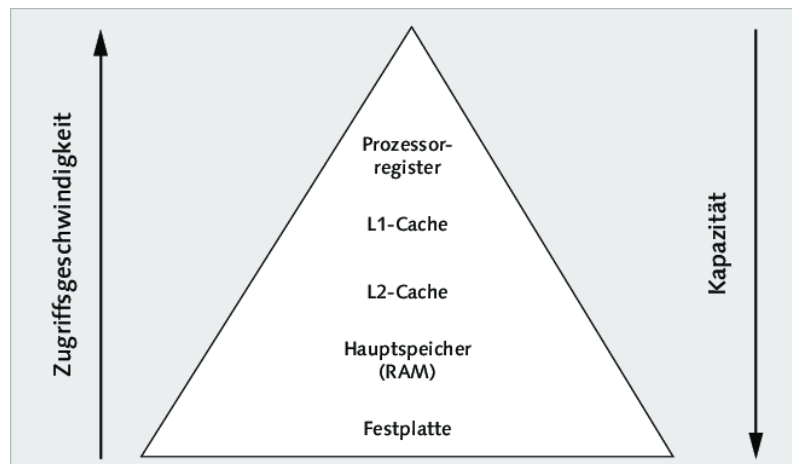 Zugriffsgeschwindigkeit
Prozessor-
register
L1-Cache
L2-Cache
Hauptspeicher
(RAM)
Festplatte
Kapazität